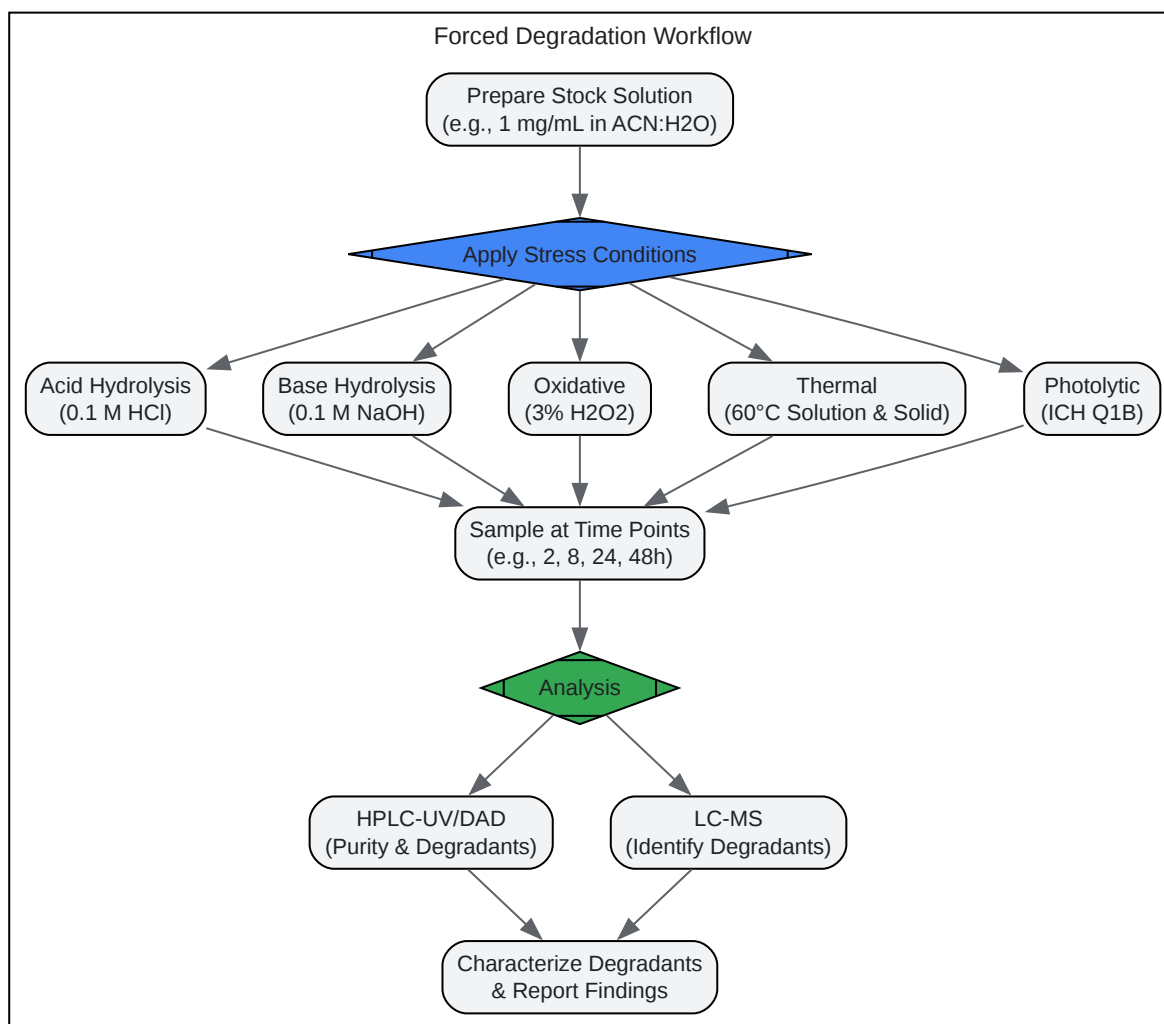 Forced Degradation Workflow
Prepare Stock Solution
(e.g., 1 mg/mL in ACN:H2O)
Apply Stress Conditions
Acid Hydrolysis
(0.1 M HCl)
Base Hydrolysis
(0.1 M NaOH)
Oxidative
(3% H2O2)
Thermal
(60°C Solution & Solid)
Photolytic
(ICH Q1B)
Sample at Time Points
(e.g., 2, 8, 24, 48h)
Analysis
HPLC-UV/DAD
(Purity & Degradants)
LC-MS
(Identify Degradants)
Characterize Degradants
& Report Findings